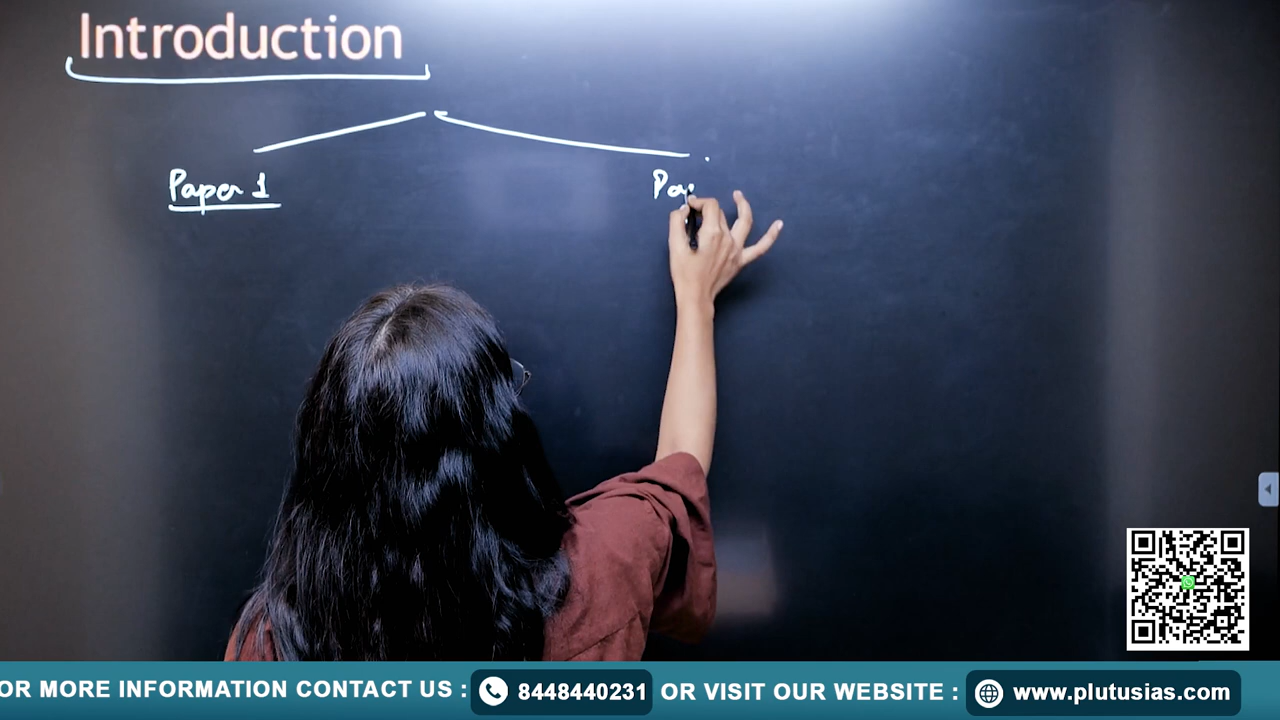 Introduction
Paper 1
Pa
OR MORE INFORMATION CONTACT US : 8448440231 OR VISIT OUR WEBSITE : www.plutusias.com